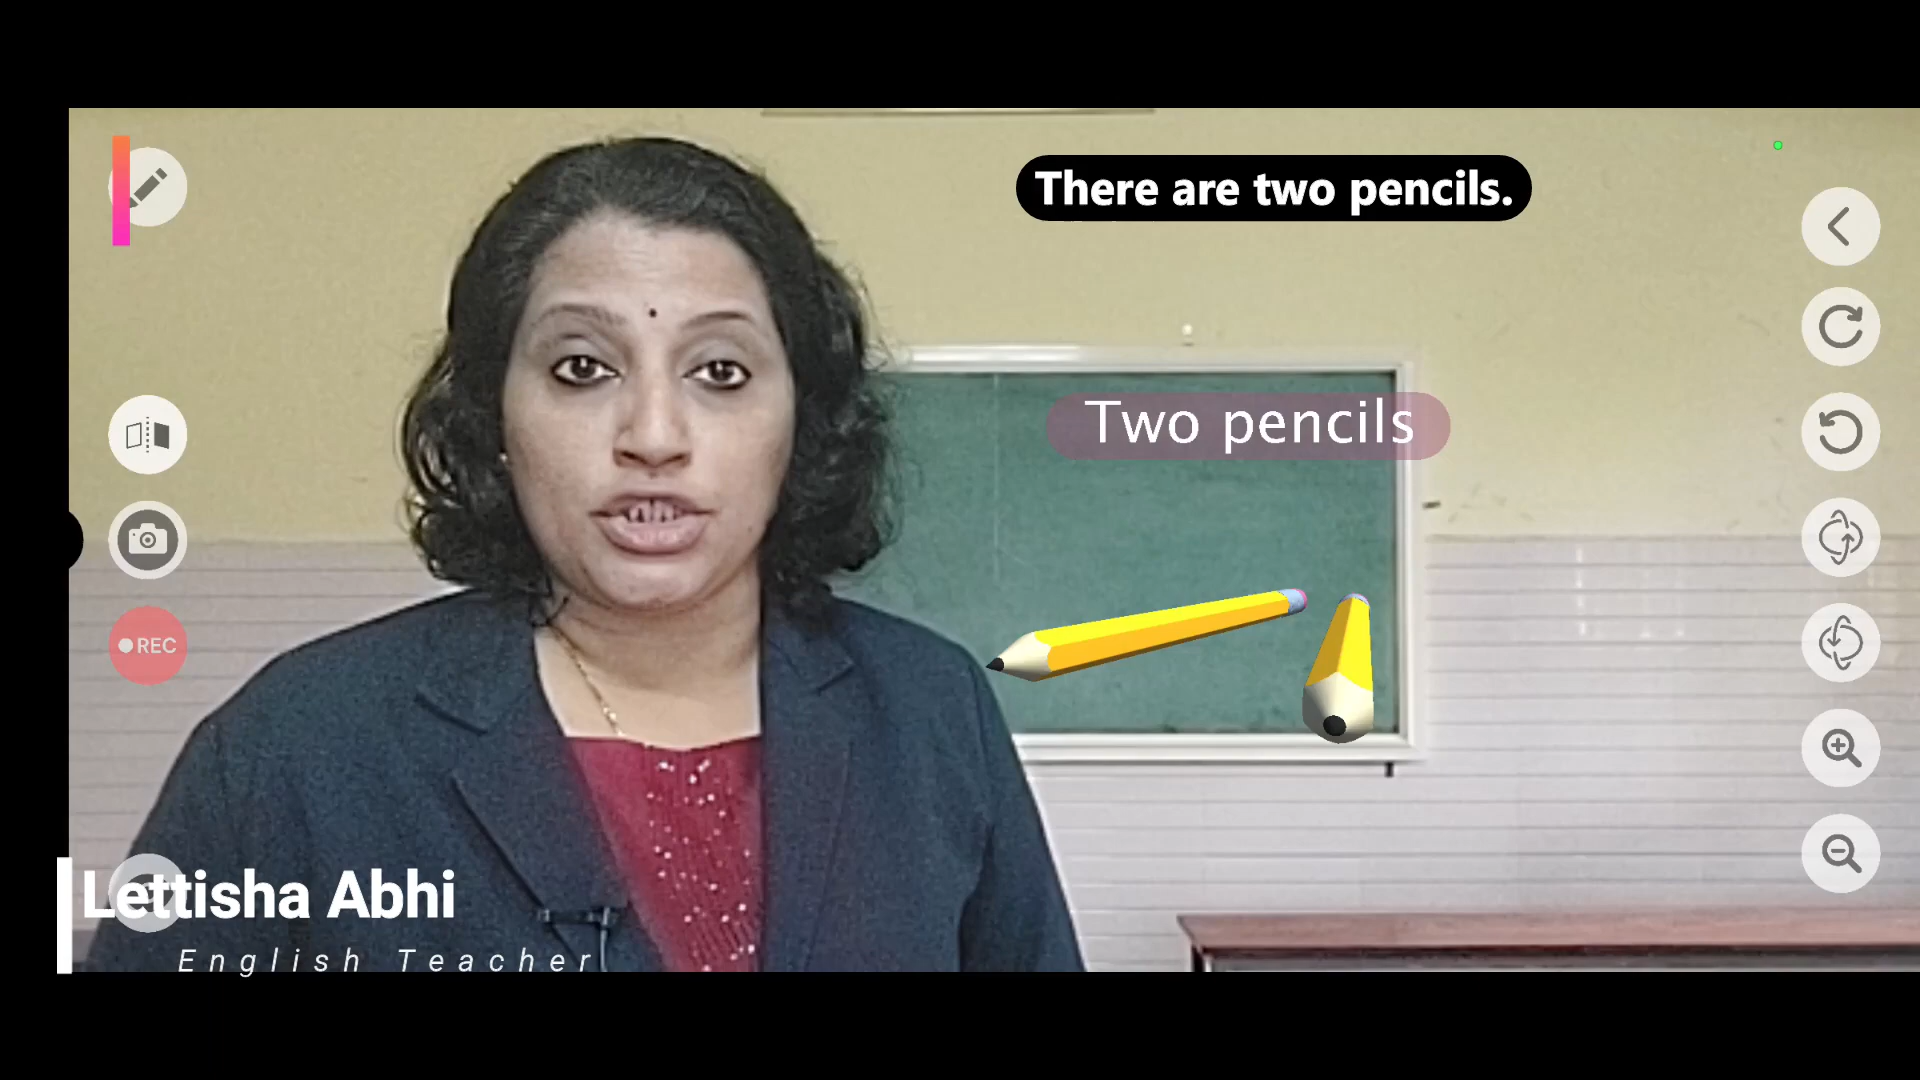 There are two pencils.
Two pencils
REC
Lettisha Abhi
English Teacher